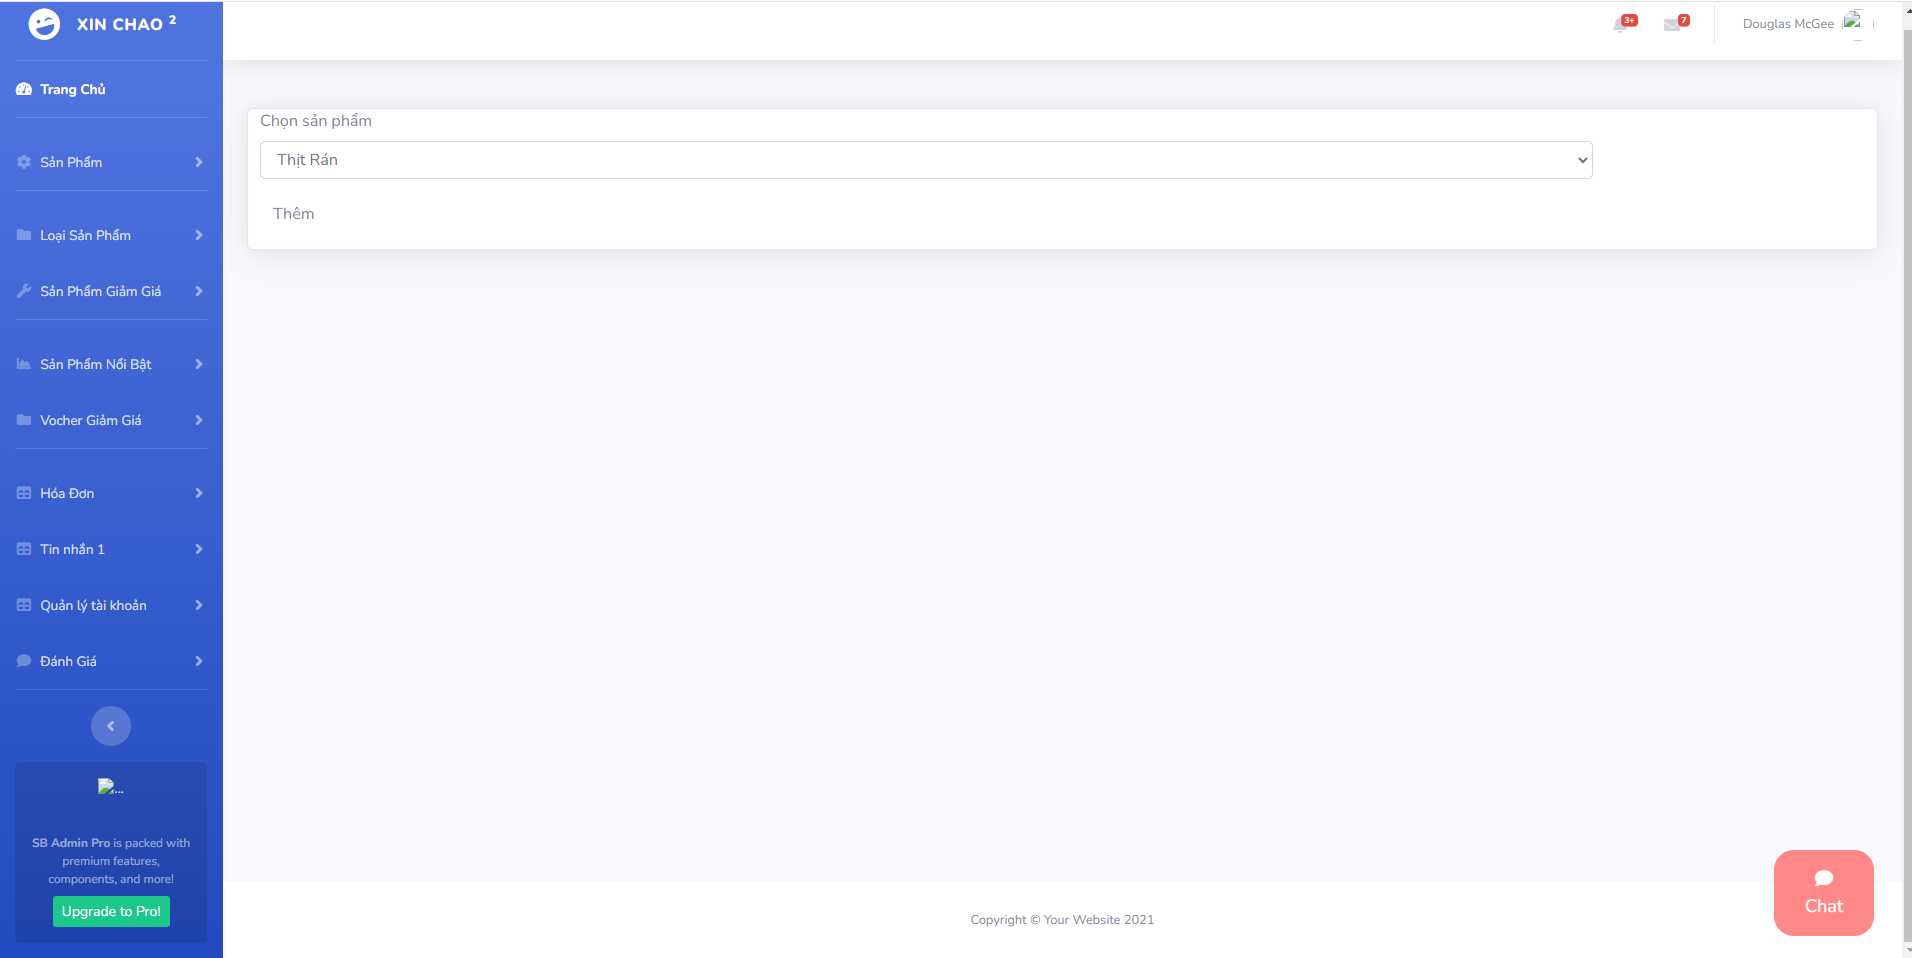 XIN CHAO 2
Trang Chủ
Sản Phẩm
Loại Sản Phẩm
Sản Phẩm Giảm Giá
Sản Phẩm Nổi Bật
Vocher Giảm Giá
Hóa Đơn
Tin nhắn 1
Quản lý tài khoản
Đánh Giá
...
SB Admin Pro is packed with
premium features,
components, and more!
Upgrade to Pro!
3+
7
Douglas McGee
Chọn sản phẩm
Thịt Rán
Thêm
Copyright © Your Website 2021
Chat